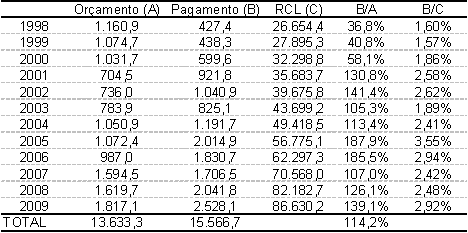 Orçamento (A) Pagamento (B) RCL (C) B/A B/C
1998 1.160,9 427,4 26.654,4 36,8% 1,60%
1999 1.074,7 438,3 27.895,3 40,8% 1,57%
2000 1.031,7 599,6 32.298,8 58,1% 1,86%
2001 704,5 921,8 35.683,7 130,8% 2,58%
2002 736,0 1.040,9 39.675,8 141,4% 2,62%
2003 783,9 825,1 43.699,2 105,3% 1,89%
2004 1.050,9 1.191,7 49.418,5 113,4% 2,41%
2005 1.072,4 2.014,9 56.775,1 187,9% 3,55%
2006 987,0 1.830,7 62.297,3 185,5% 2,94%
2007 1.594,5 1.706,5 70.568,0 107,0% 2,42%
2008 1.619,7 2.041,8 82.182,7 126,1% 2,48%
2009 1.817,1 2.528,1 86.630,2 139,1% 2,92%
TOTAL 13.633,3 15.566,7 114,2%